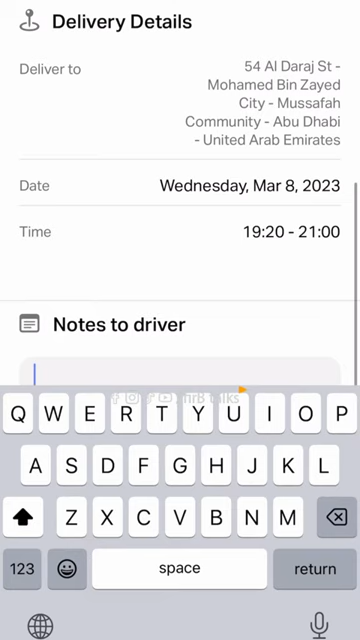 Delivery Details
Deliver to
54 Al Daraj St -
Mohamed Bin Zayed
City - Mussafah
Community - Abu Dhabi
- United Arab Emirates
Date
Wednesday, Mar 8, 2023
Time
19:20 - 21:00
Notes to driver
talks
Q W E R T Y U I O P
A S D F G H J K L
Z X C V B N M
123
space
return